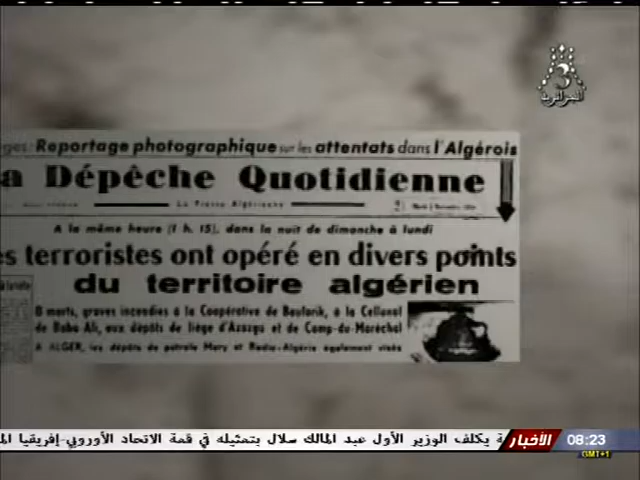 3
الجزائرية
ges: Reportage photographique sur les attentats dans l'Algérois
a Dépêche Quotidienne
A la même heure (1 h. 15), dans la nuit de dimanche à lundi
es terroristes ont opéré en divers points
du territoire algérien
8 morts, graves incendies à la Coopérative de Boufarik, à la Cellunal
de Baba Ali, aux dépôts de liège d'Azazga et de Camp-du-Maréchal
A ALGER, les dépôts de pétrole Mory et Radio-Algérie également visés
ة يكلف الوزير الأول عبد المالك سلال بتمثيله في قمة الاتحاد الأوروبي-إفريقيا الم
الأخبار
08:23
GMT+1